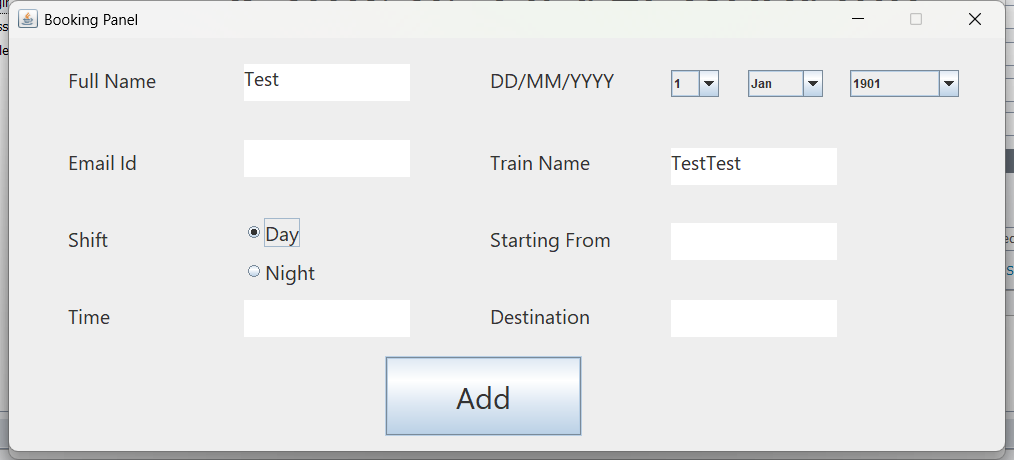 Booking Panel
Full Name Test DD/MM/YYYY 1 Jan 1901
Email Id Train Name TestTest
Shift Day Starting From
Night
Time Destination
Add